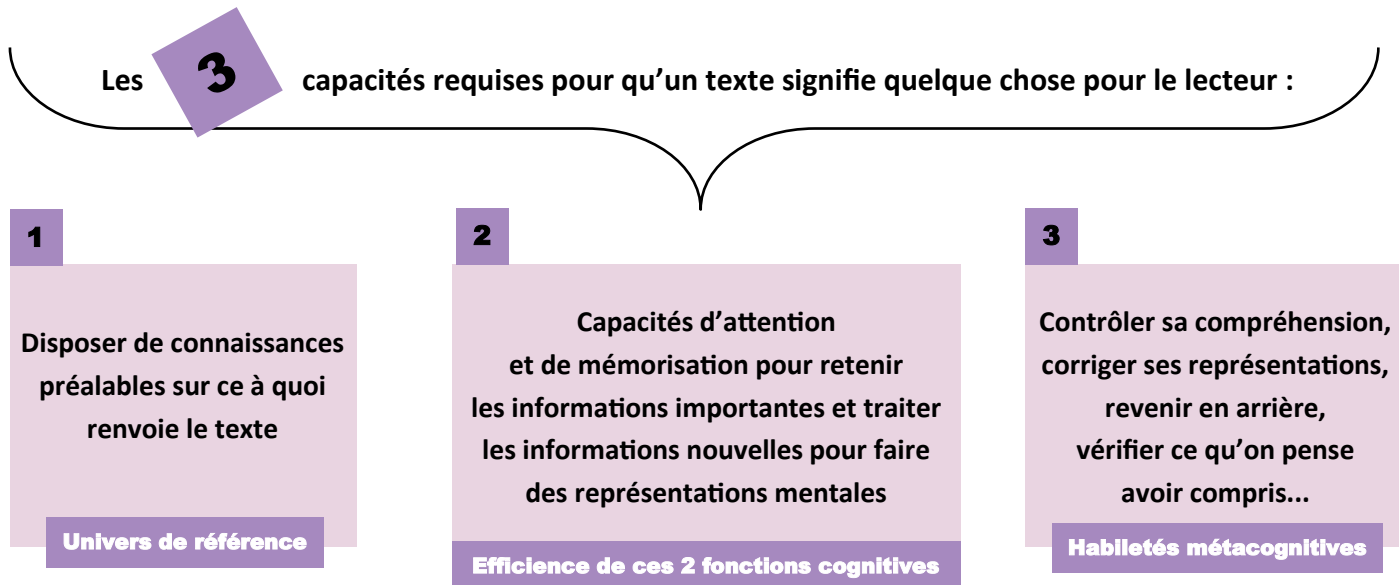 Les 3 capacités requises pour qu’un texte signifie quelque chose pour le lecteur :
1
Disposer de connaissances
préalables sur ce à quoi
renvoie le texte
Univers de référence
2
Capacités d’attention
et de mémorisation pour retenir
les informations importantes et traiter
les informations nouvelles pour faire
des représentations mentales
Efficience de ces 2 fonctions cognitives
3
Contrôler sa compréhension,
corriger ses représentations,
revenir en arrière,
vérifier ce qu’on pense
avoir compris...
Habiletés métacognitives